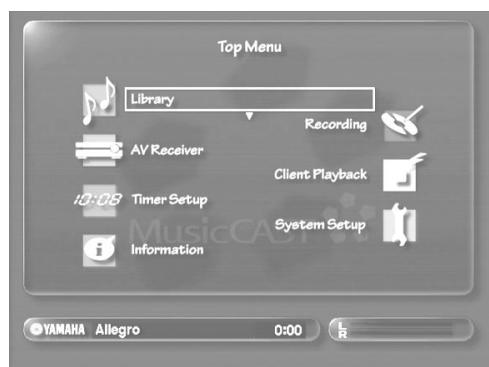 Top Menu
Library
Recording
AV Receiver
Client Playback
10:08 Timer Setup
System Setup
MusicCAST
Information
YAMAHA Allegro 0:00 L
R